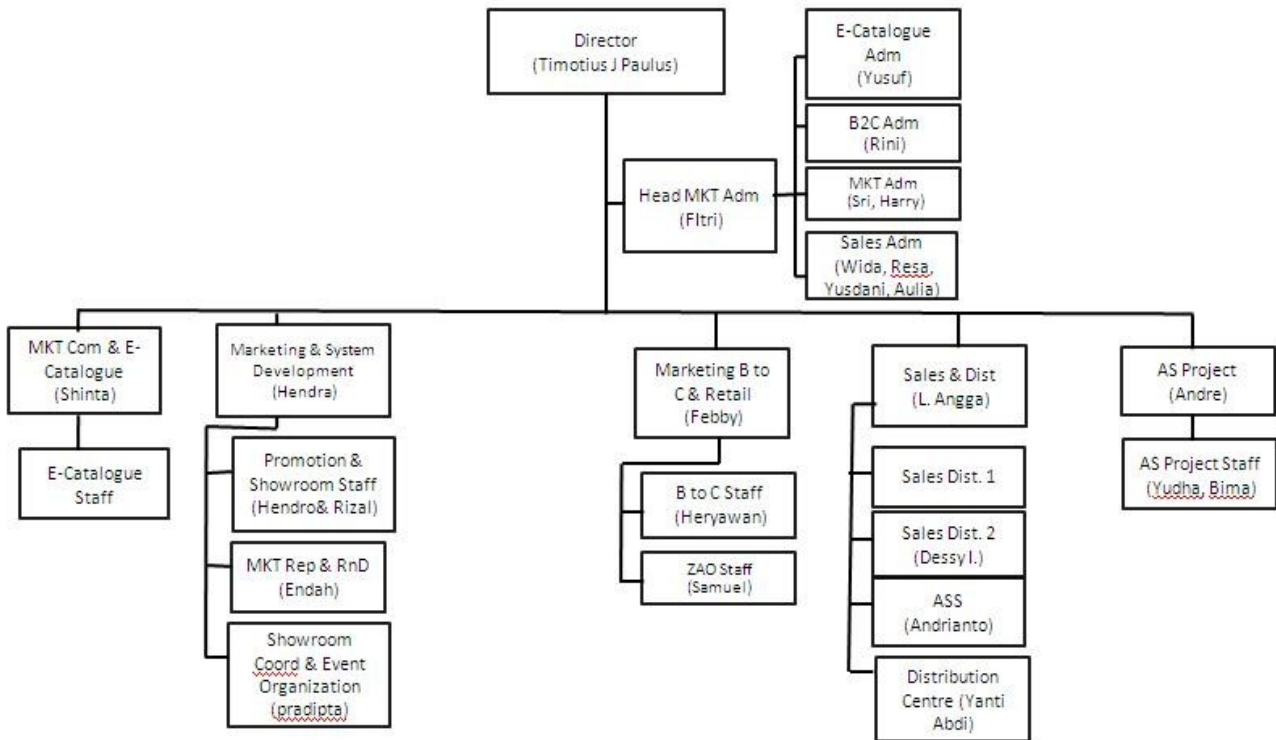 Director
(Timotius J Paulus)
E-Catalogue
Adm
(Yusuf)
B2C Adm
(Rini)
Head MKT Adm
(FItri)
MKT Adm
(Sri, Harry)
Sales Adm
(Wida, Resa,
Yusdani, Aulia)
MKT Com & E-
Catalogue
(Shinta)
E-Catalogue
Staff
Marketing & System
Development
(Hendra)
Promotion &
Showroom Staff
(Hendro& Rizal)
MKT Rep & RnD
(Endah)
Showroom
Coord & Event
Organization
(pradipta)
Marketing B to
C & Retail
(Febby)
B to C Staff
(Heryawan)
ZAO Staff
(Samuel)
Sales & Dist
(L. Angga)
Sales Dist. 1
Sales Dist. 2
(Dessy I.)
ASS
(Andrianto)
Distribution
Centre (Yanti
Abdi)
AS Project
(Andre)
AS Project Staff
(Yudha, Bima)